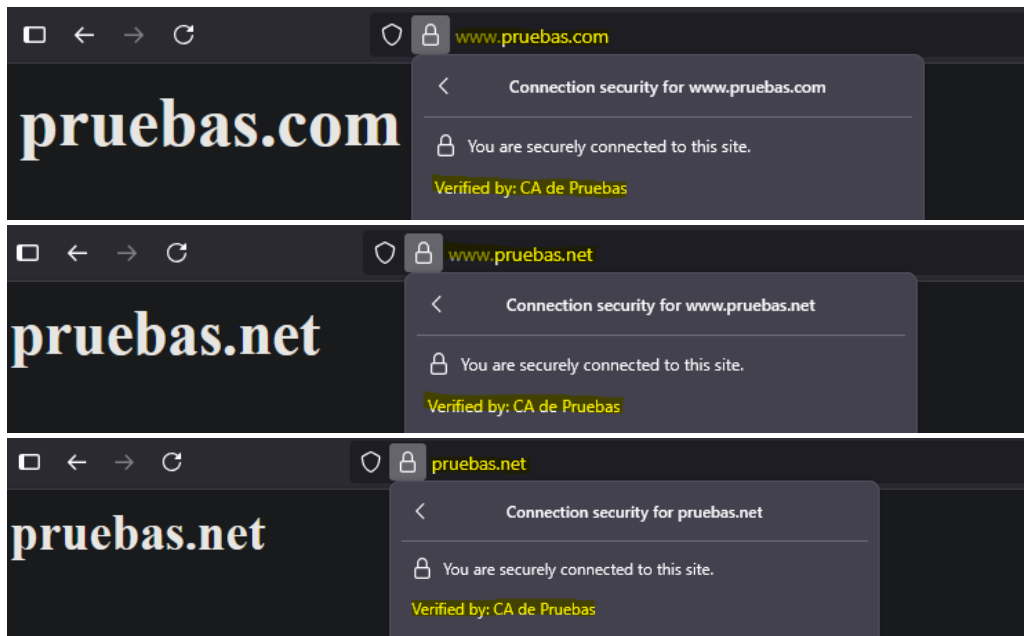 www.pruebas.com
Connection security for www.pruebas.com
pruebas.com
You are securely connected to this site.
Verified by: CA de Pruebas
www.pruebas.net
Connection security for www.pruebas.net
pruebas.net
You are securely connected to this site.
Verified by: CA de Pruebas
pruebas.net
Connection security for pruebas.net
pruebas.net
You are securely connected to this site.
Verified by: CA de Pruebas